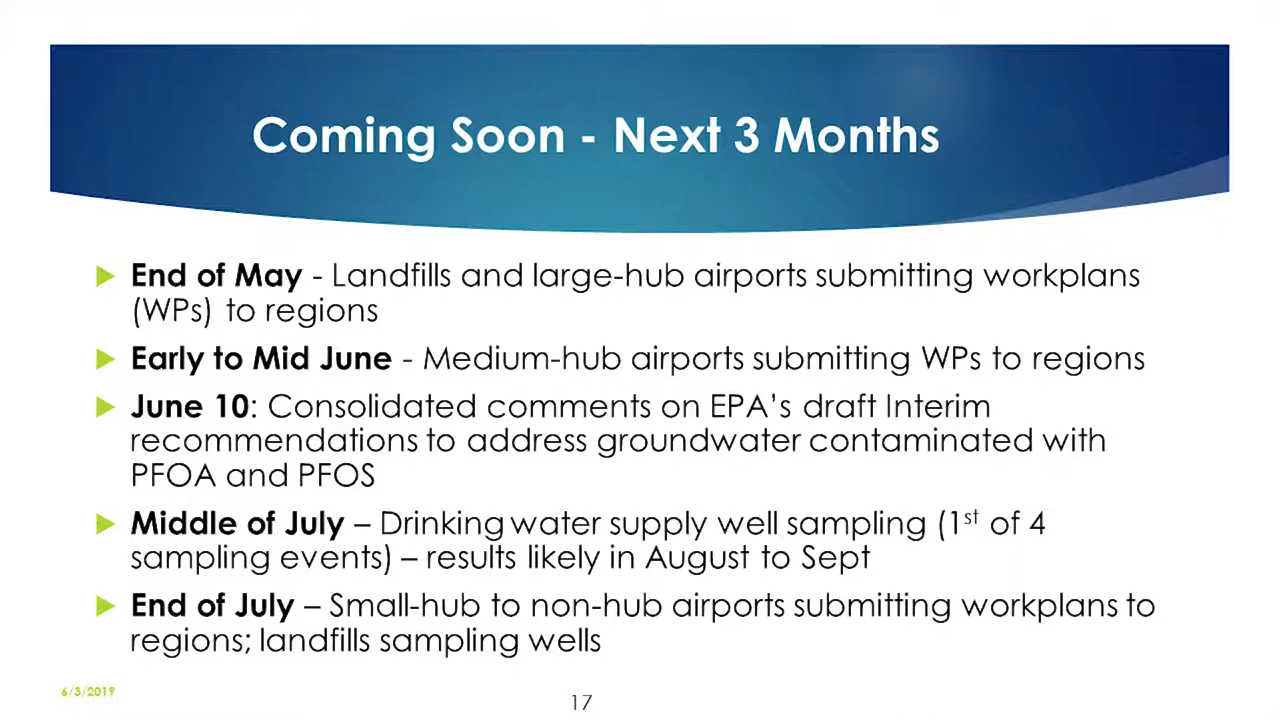 Coming Soon - Next 3 Months
End of May - Landfills and large-hub airports submitting workplans
(WPs) to regions
Early to Mid June - Medium-hub airports submitting WPs to regions
June 10: Consolidated comments on EPA's draft Interim
recommendations to address groundwater contaminated with
PFOA and PFOS
Middle of July – Drinking water supply well sampling (1st of 4
sampling events) – results likely in August to Sept
End of July – Small-hub to non-hub airports submitting workplans to
regions; landfills sampling wells
6/3/2019
17